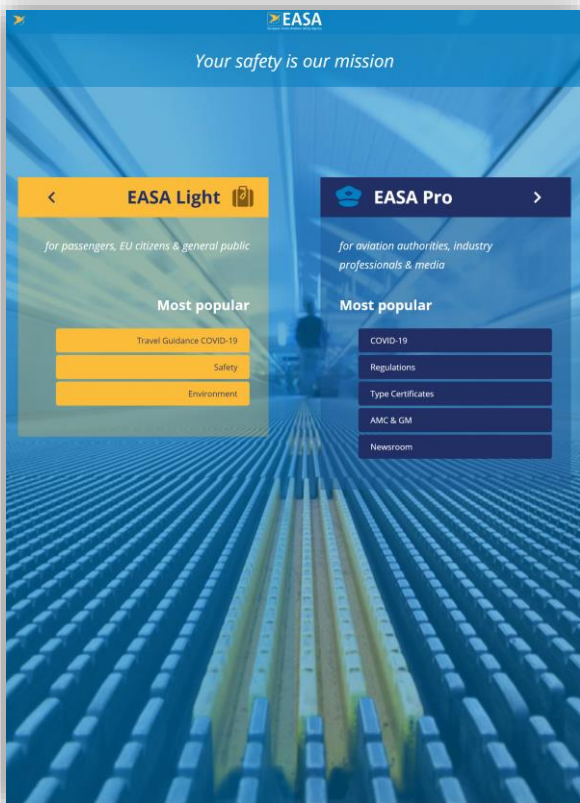 EASA
Your safety is our mission
EASA Light
for passengers, EU citizens & general public
Most popular
Travel Guidance COVID-19
Safety
Environment
EASA Pro
for aviation authorities, industry
professionals & media
Most popular
COVID-19
Regulations
Type Certificates
AMC & GM
Newsroom